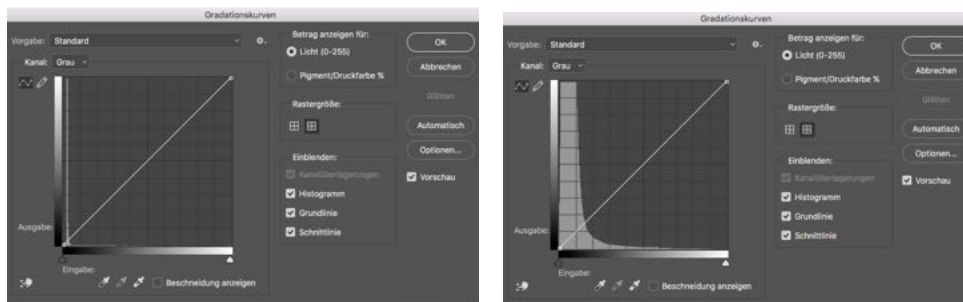 Gradationskurven
Vorgabe: Standard
Kanal: Grau
Ausgabe:
Eingabe:
Beschneidung anzeigen
Betrag anzeigen für:
Licht (0-255)
Pigment/Druckfarbe %
Rastergröße:
Einblenden:
Kanalüberlagerungen
Histogramm
Grundlinie
Schnittlinie
OK
Abbrechen
Glätten
Automatisch
Optionen...
Vorschau
Gradationskurven
Vorgabe: Standard
Kanal: Grau
Ausgabe:
Eingabe:
Beschneidung anzeigen
Betrag anzeigen für:
Licht (0-255)
Pigment/Druckfarbe %
Rastergröße:
Einblenden:
Kanalüberlagerungen
Histogramm
Grundlinie
Schnittlinie
OK
Abbrechen
Glätten
Automatisch
Optionen...
Vorschau